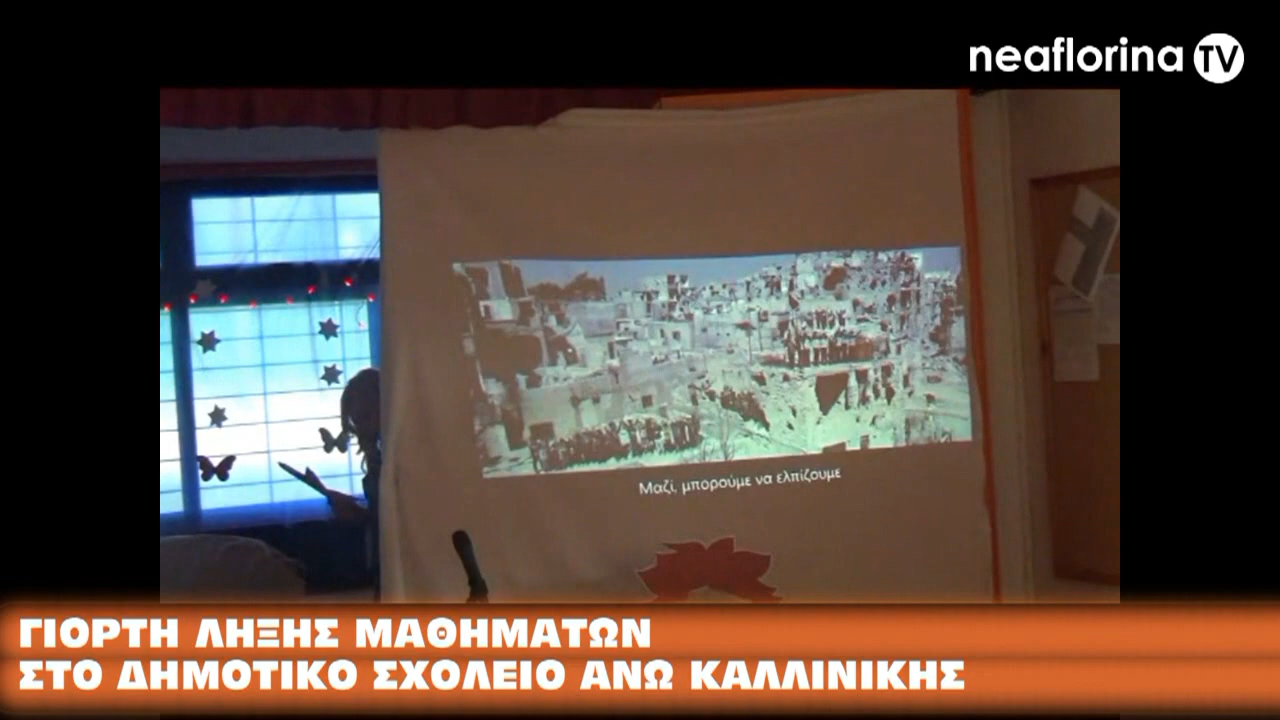 neaflorina TV
Μαζί, μπορούμε να ελπίζουμε
ΓΙΟΡΤΗ ΛΗΞΗΣ ΜΑΘΗΜΑΤΩΝ
ΣΤΟ ΔΗΜΟΤΙΚΟ ΣΧΟΛΕΙΟ ΑΝΩ ΚΑΛΛΙΝΙΚΗΣ